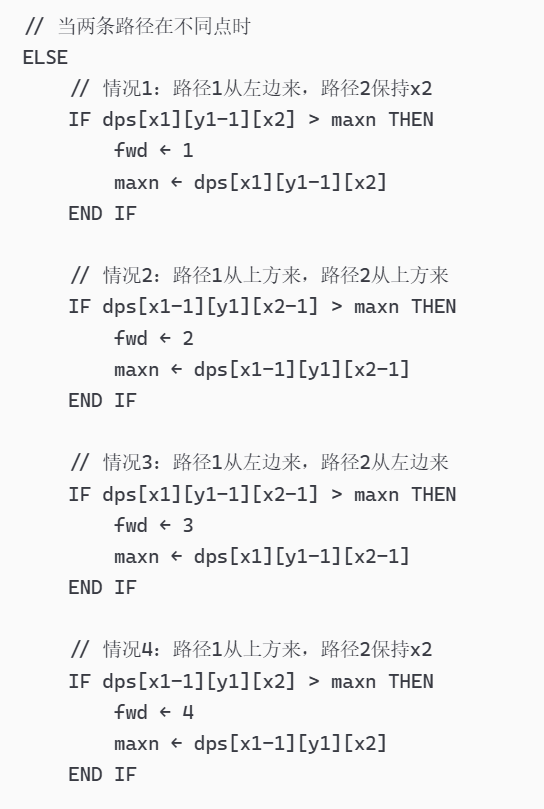 // 当两条路径在不同点时
ELSE
    // 情况1：路径1从左边来，路径2保持x2
    IF dps[x1][y1-1][x2] > maxn THEN
        fwd ← 1
        maxn ← dps[x1][y1-1][x2]
    END IF

    // 情况2：路径1从上方来，路径2从上方来
    IF dps[x1-1][y1][x2-1] > maxn THEN
        fwd ← 2
        maxn ← dps[x1-1][y1][x2-1]
    END IF

    // 情况3：路径1从左边来，路径2从左边来
    IF dps[x1][y1-1][x2-1] > maxn THEN
        fwd ← 3
        maxn ← dps[x1][y1-1][x2-1]
    END IF

    // 情况4：路径1从上方来，路径2保持x2
    IF dps[x1-1][y1][x2] > maxn THEN
        fwd ← 4
        maxn ← dps[x1-1][y1][x2]
    END IF